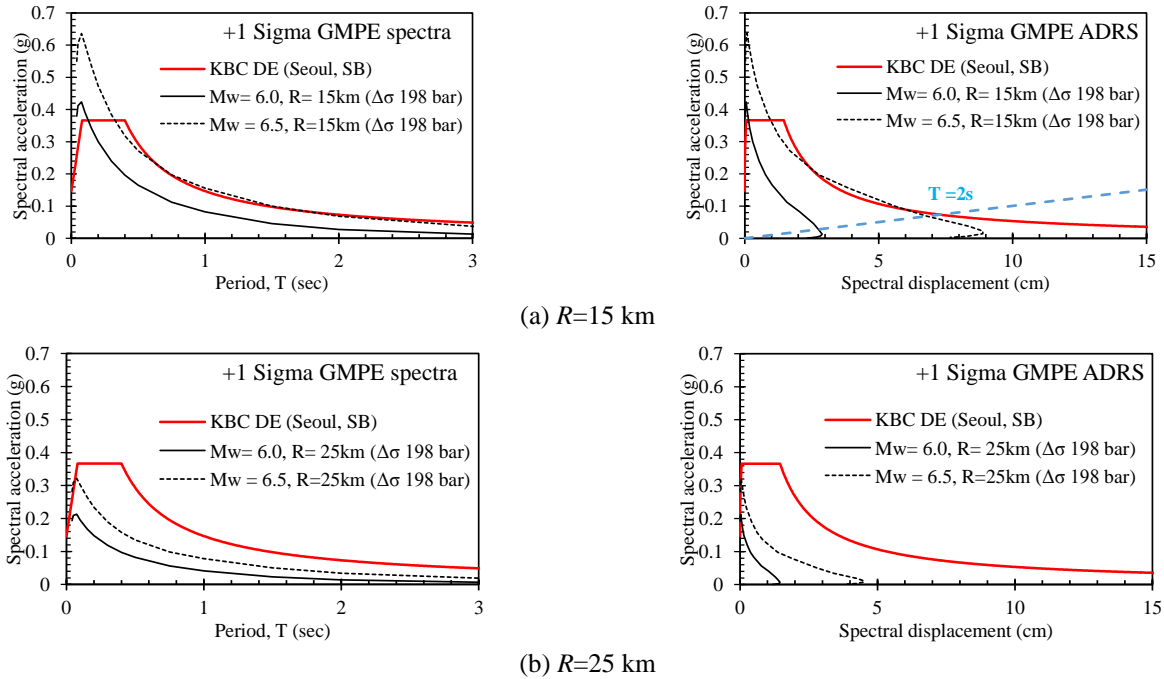 +1 Sigma GMPE spectra
KBC DE (Seoul, SB)
Mw= 6.0, R= 15km (Δσ 198 bar)
Mw = 6.5, R=15km (Δσ 198 bar)
Spectral acceleration (g)
0.7
0.6
0.5
0.4
0.3
0.2
0.1
0
0 1 2 3
Period, T (sec)
+1 Sigma GMPE ADRS
KBC DE (Seoul, SB)
Mw= 6.0, R= 15km (Δσ 198 bar)
Mw = 6.5, R=15km (Δσ 198 bar)
T =2s
Spectral acceleration (g)
0.7
0.6
0.5
0.4
0.3
0.2
0.1
0
0 5 10 15
Spectral displacement (cm)
(a) R=15 km
+1 Sigma GMPE spectra
KBC DE (Seoul, SB)
Mw= 6.0, R= 25km (Δσ 198 bar)
Mw = 6.5, R=25km (Δσ 198 bar)
Spectral acceleration (g)
0.7
0.6
0.5
0.4
0.3
0.2
0.1
0
0 1 2 3
Period, T (sec)
+1 Sigma GMPE ADRS
KBC DE (Seoul, SB)
Mw= 6.0, R= 25km (Δσ 198 bar)
Mw = 6.5, R=25km (Δσ 198 bar)
Spectral acceleration (g)
0.7
0.6
0.5
0.4
0.3
0.2
0.1
0
0 5 10 15
Spectral displacement (cm)
(b) R=25 km